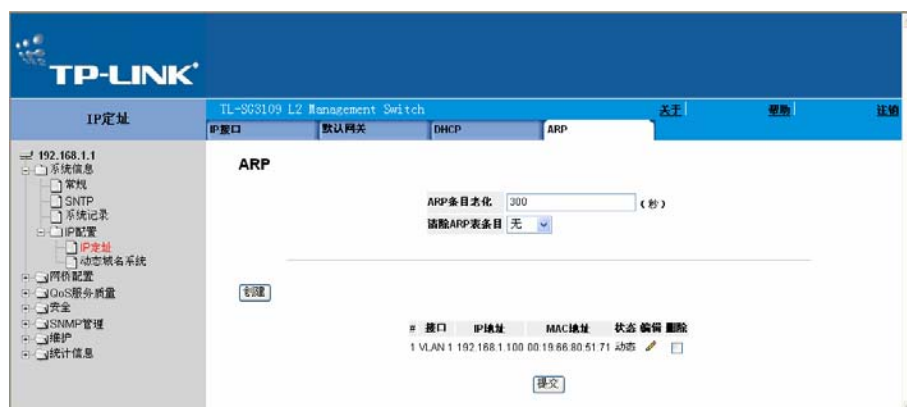 TP-LINK
IP定址
TL-SG3109 L2 Management Switch
关于
帮助
注销
IP接口
默认网关
DHCP
ARP
192.168.1.1
系统信息
常规
SNTP
系统记录
IP配置
IP定址
动态域名系统
网桥配置
QoS服务质量
安全
SNMP管理
维护
统计信息
ARP
ARP条目老化 300 (秒)
清除ARP表条目 无
创建
# 接口 IP地址 MAC地址 状态 编辑 删除
1 VLAN 1 192.168.1.100 00:19:66:80:51:71 动态
提交